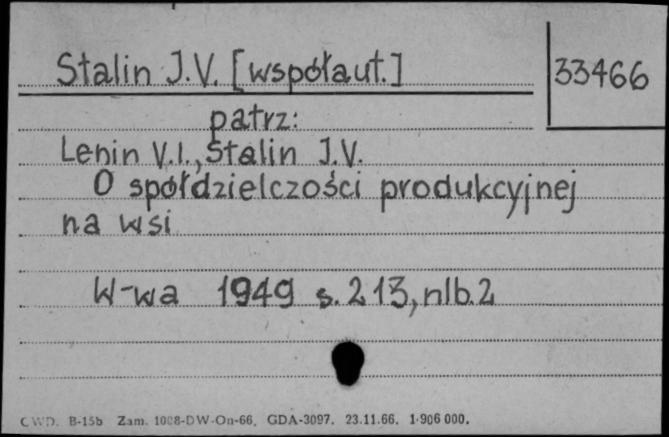 Stalin J.V. [współaut.]
33466
patrz:
Lenin V.I., Stalin J.V.
O spółdzielczości produkcyjnej
na wsi
W-wa 1949 s. 213, nlb. 2
CWD. B-15b Zam. 1008-DW-On-66. GDA-3097. 23.11.66. 1·906 000.